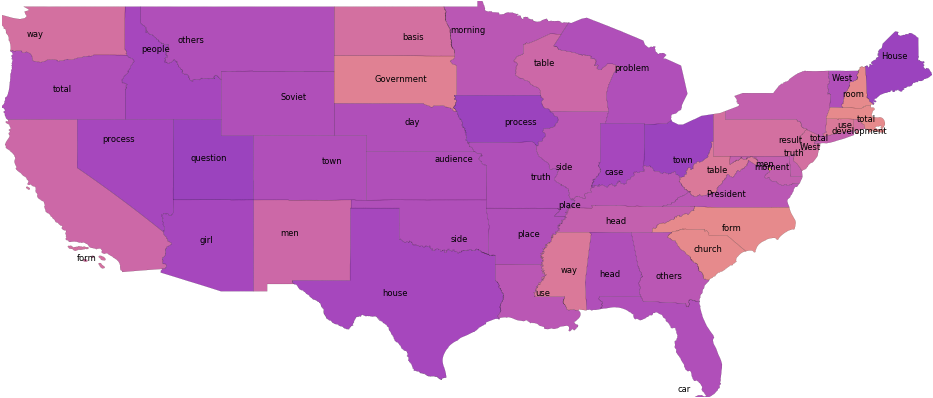 House
morning
way
basis
others
people
table
problem
West
Government
total
room
Soviet
total
day
process
process
use
development
result
total
truth
West
question
town
audience
town
men
moment
side
table
case
truth
President
place
head
form
place
girl
men
side
church
form
way
head
others
house
use
car